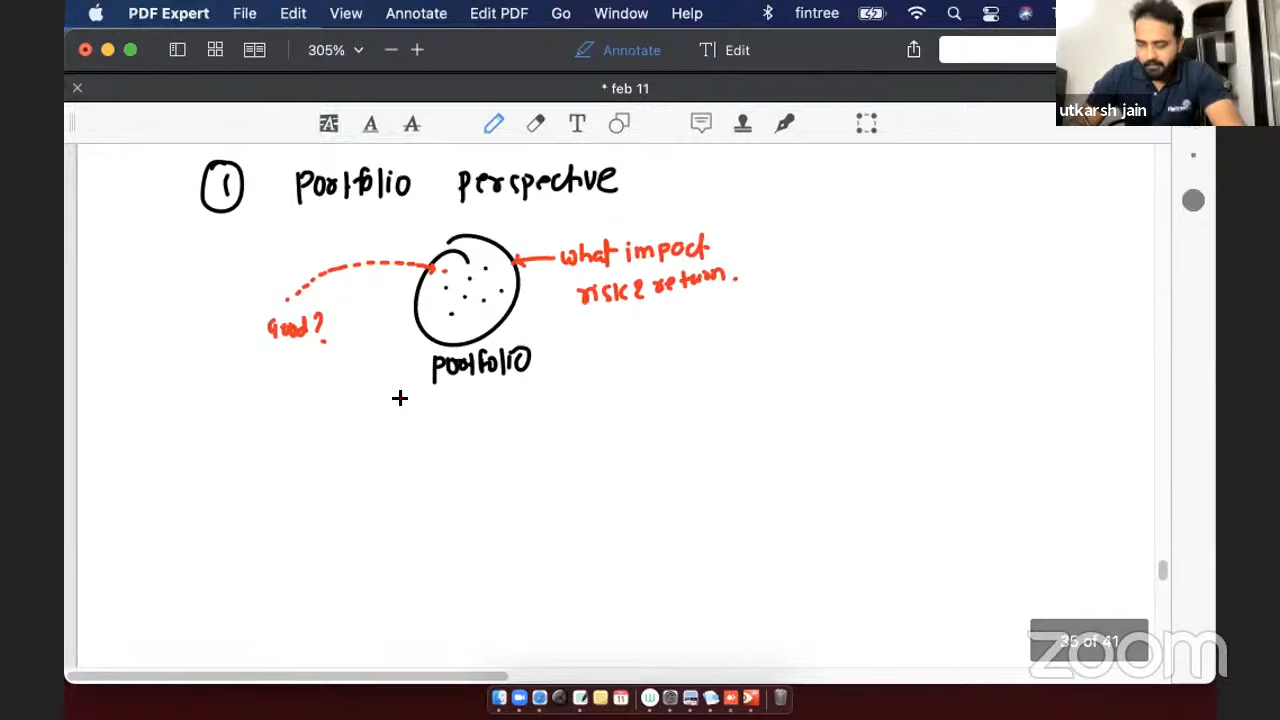 PDF Expert File Edit View Annotate Edit PDF Go Window Help fintree
305% Annotate T Edit
* feb 11
utkarsh jain
1 Portfolio perspective
what impact
risk & return.
Good?
portfolio
35 of 41
zoom